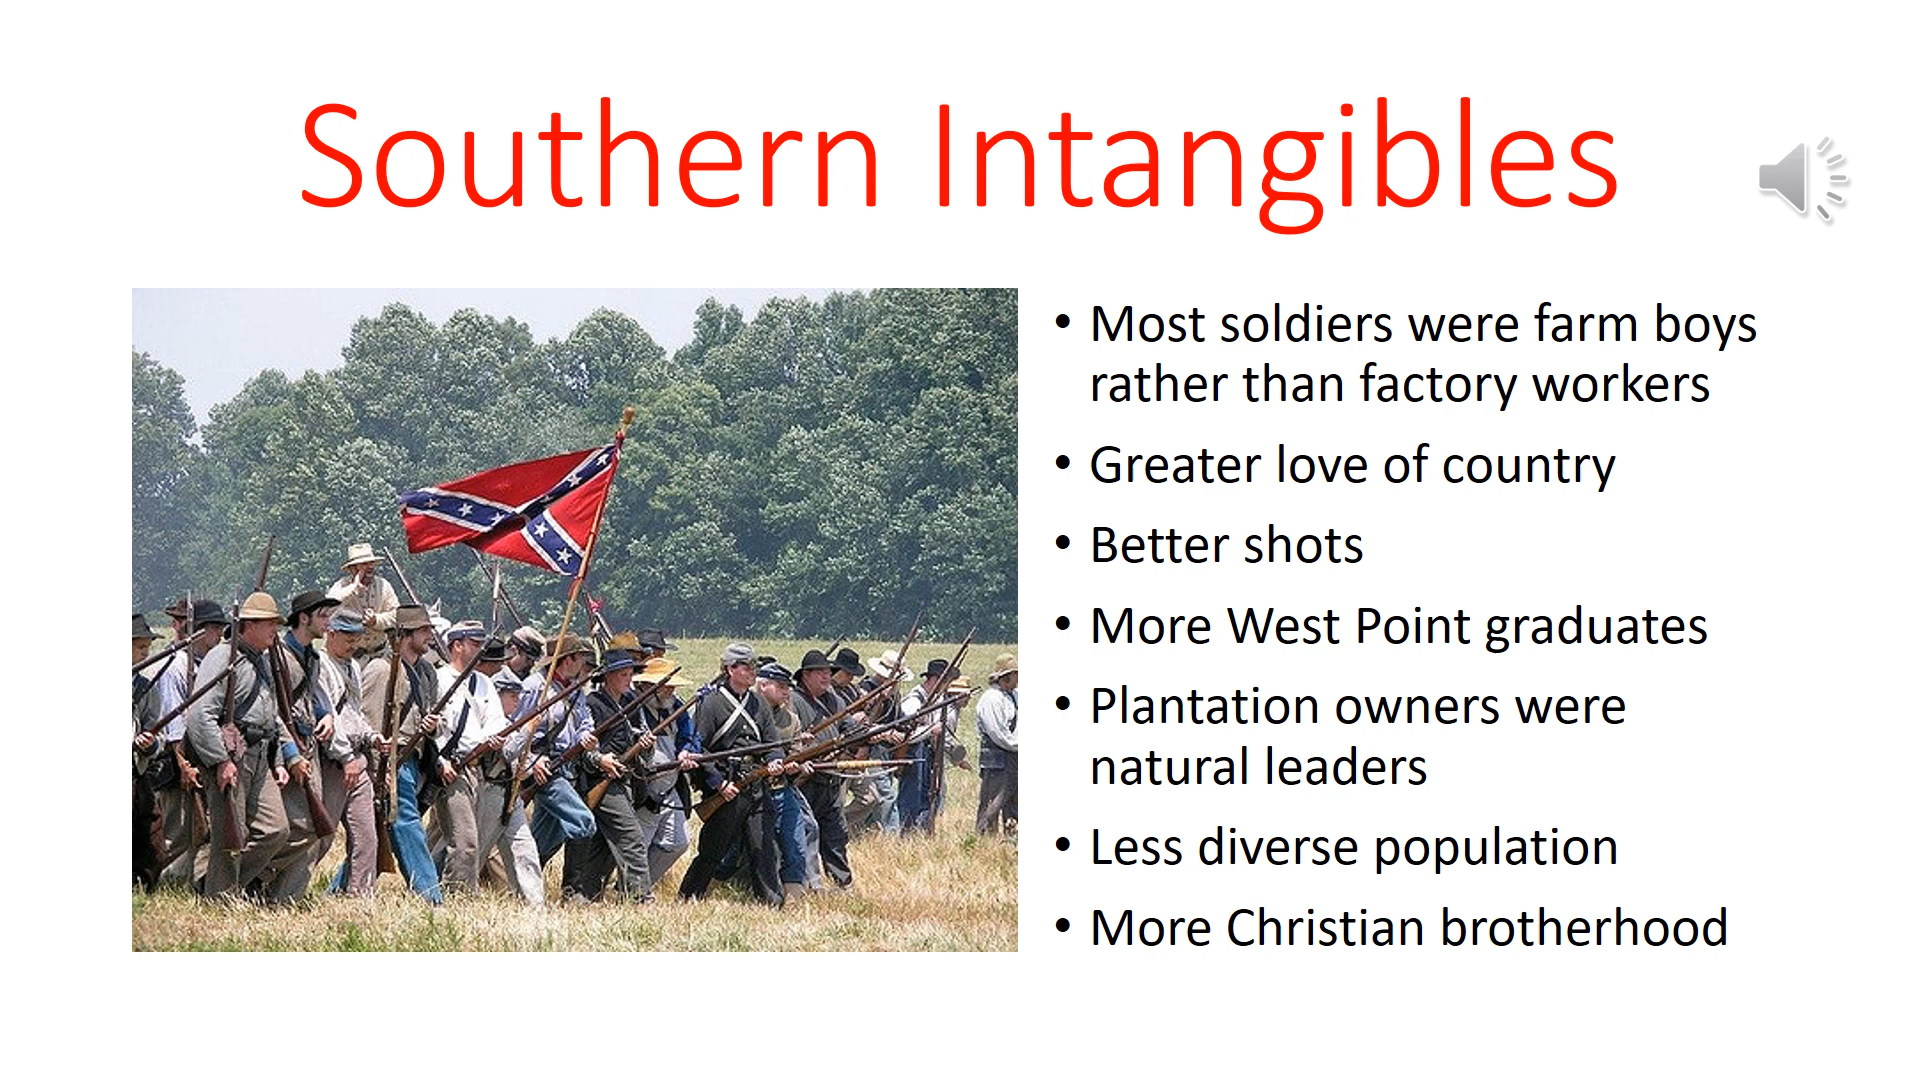 Southern Intangibles
• Most soldiers were farm boys
rather than factory workers
• Greater love of country
• Better shots
• More West Point graduates
• Plantation owners were
natural leaders
• Less diverse population
• More Christian brotherhood